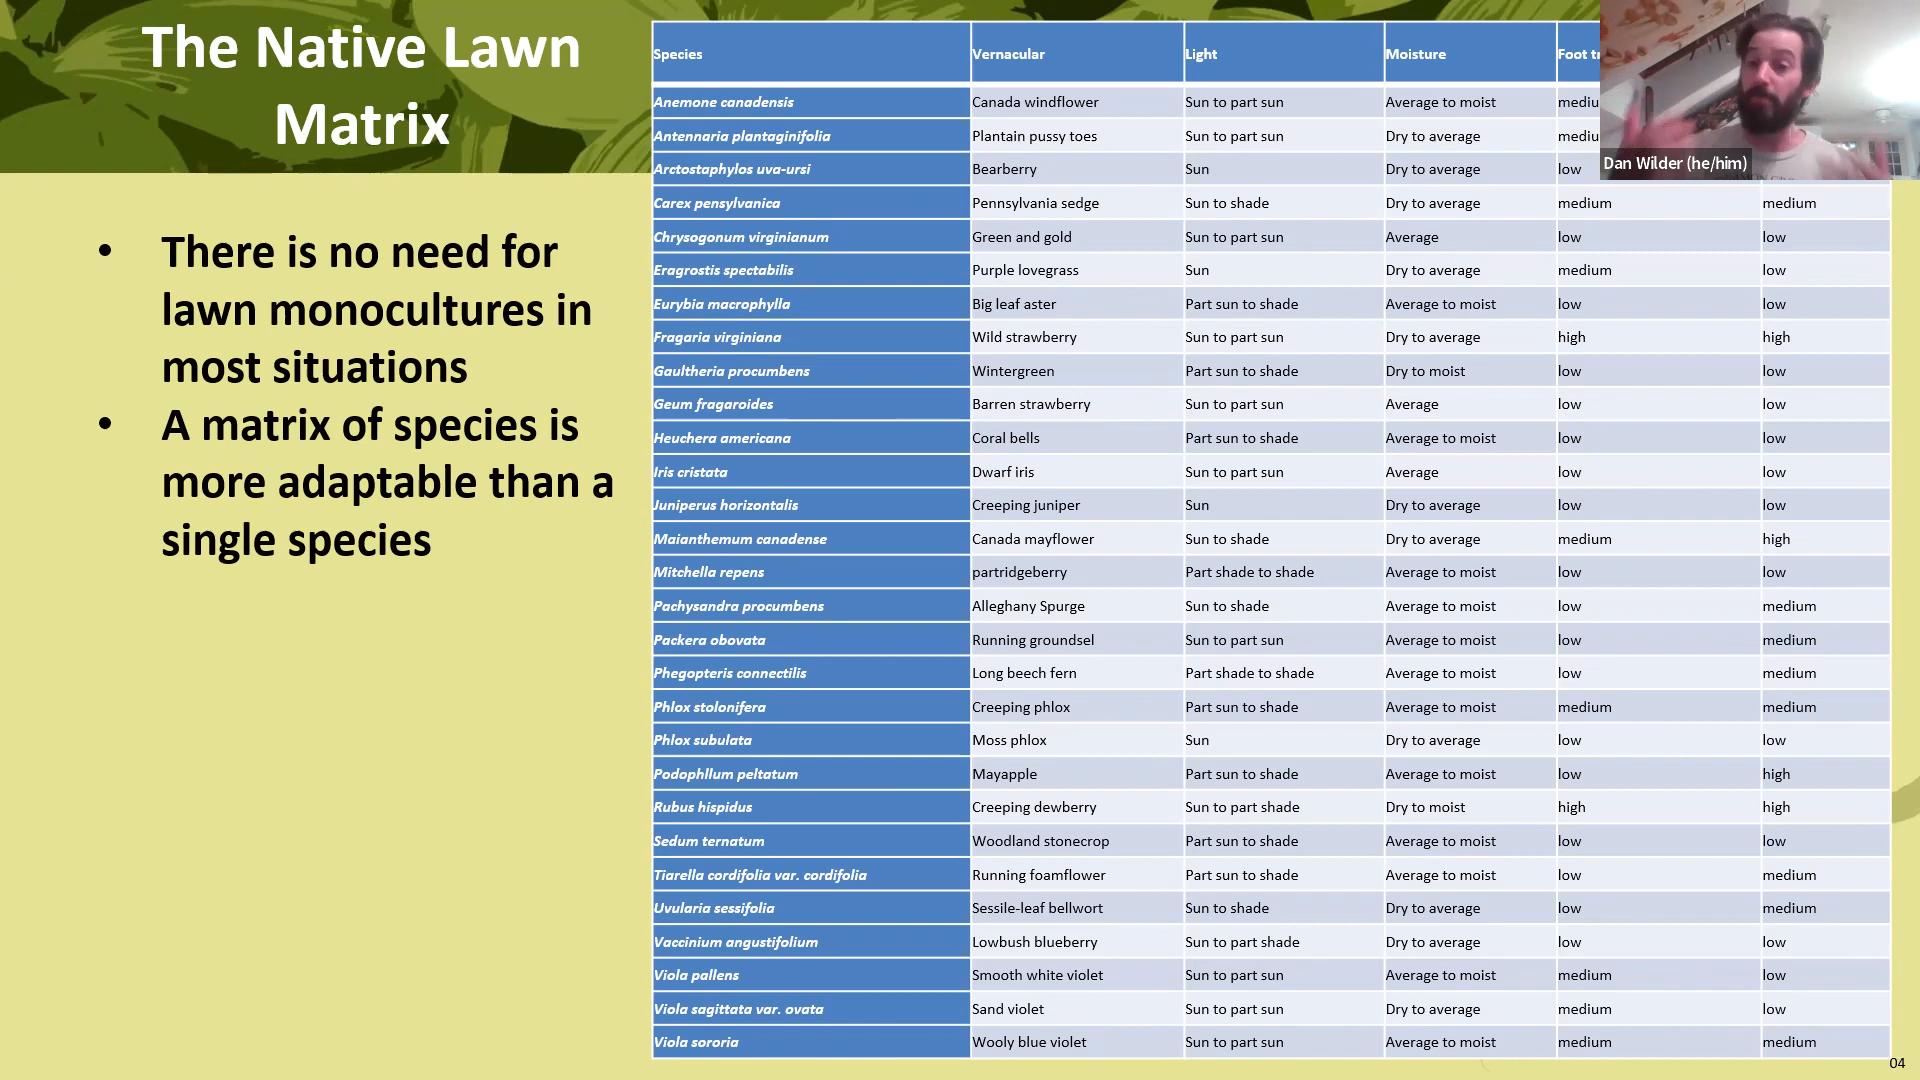 The Native Lawn
Matrix
• There is no need for
lawn monocultures in
most situations
• A matrix of species is
more adaptable than a
single species
Species Vernacular Light Moisture Foot
Anemone canadensis Canada windflower Sun to part sun Average to moist
Antennaria plantaginifolia Plantain pussy toes Sun to part sun Dry to average
Arctostaphylos uva-ursi Bearberry Sun Dry to average low
Carex pensylvanica Pennsylvania sedge Sun to shade Dry to average medium medium
Chrysogonum virginianum Green and gold Sun to part sun Average low low
Eragrostis spectabilis Purple lovegrass Sun Dry to average medium low
Eurybia macrophylla Big leaf aster Part sun to shade Average to moist low low
Fragaria virginiana Wild strawberry Sun to part sun Dry to average high high
Gaultheria procumbens Wintergreen Part sun to shade Dry to moist low low
Geum fragaroides Barren strawberry Sun to part sun Average low low
Heuchera americana Coral bells Part sun to shade Average to moist low low
Iris cristata Dwarf iris Sun to part sun Average low low
Juniperus horizontalis Creeping juniper Sun Dry to average low low
Maianthemum canadense Canada mayflower Sun to shade Dry to average medium high
Mitchella repens partridgeberry Part shade to shade Average to moist low low
Pachysandra procumbens Alleghany Spurge Sun to shade Average to moist low medium
Packera obovata Running groundsel Sun to part sun Average to moist low medium
Phegopteris connectilis Long beech fern Part shade to shade Average to moist low medium
Phlox stolonifera Creeping phlox Part sun to shade Average to moist medium medium
Phlox subulata Moss phlox Sun Dry to average low low
Podophllum peltatum Mayapple Part sun to shade Average to moist low high
Rubus hispidus Creeping dewberry Sun to part shade Dry to moist high high
Sedum ternatum Woodland stonecrop Part sun to shade Average to moist low low
Tiarella cordifolia var. cordifolia Running foamflower Part sun to shade Average to moist low medium
Uvularia sessifolia Sessile-leaf bellwort Sun to shade Dry to average low medium
Vaccinium angustifolium Lowbush blueberry Sun to part shade Dry to average low low
Viola pallens Smooth white violet Sun to part sun Average to moist medium low
Viola sagittata var. ovata Sand violet Sun to part sun Dry to average medium low
Viola sororia Wooly blue violet Sun to part sun Average to moist medium medium
Dan Wilder (he/him)
04